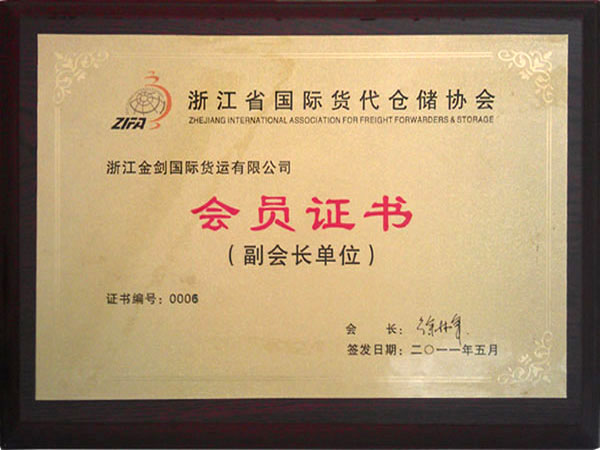 ZIFA
浙江省国际货代仓储协会
ZHEJIANG INTERNATIONAL ASSOCIATION FOR FREIGHT FORWARDERS & STORAGE
浙江金剑国际货运有限公司
会员证书
（副会长单位）
证书编号：0006
会　长：
签发日期：二〇一一年五月